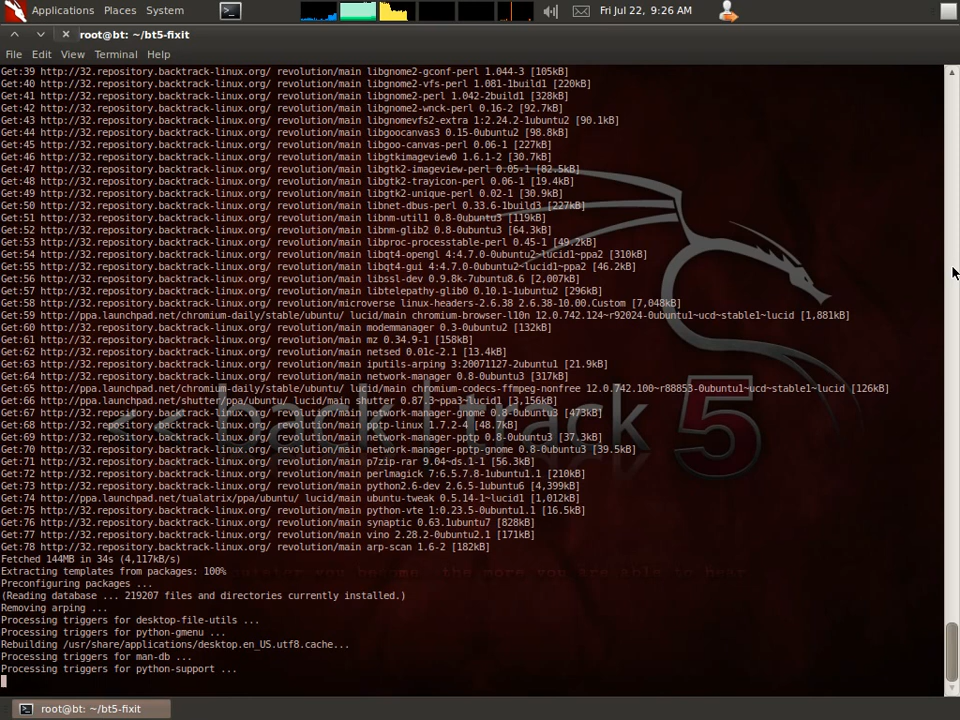 Applications Places System Fri Jul 22, 9:26 AM
root@bt: ~/bt5-fixit
File Edit View Terminal Help
Get:39 http://32.repository.backtrack-linux.org/ revolution/main libgnome2-gconf-perl 1.044-3 [105kB]
Get:40 http://32.repository.backtrack-linux.org/ revolution/main libgnome2-vfs-perl 1.081-1build1 [220kB]
Get:41 http://32.repository.backtrack-linux.org/ revolution/main libgnome2-perl 1.042-2build1 [328kB]
Get:42 http://32.repository.backtrack-linux.org/ revolution/main libgnome2-wnck-perl 0.16-2 [92.7kB]
Get:43 http://32.repository.backtrack-linux.org/ revolution/main libgnomevfs2-extra 1:2.24.2-1ubuntu2 [90.1kB]
Get:44 http://32.repository.backtrack-linux.org/ revolution/main libgoocanvas3 0.15-0ubuntu2 [98.8kB]
Get:45 http://32.repository.backtrack-linux.org/ revolution/main libgoo-canvas-perl 0.06-1 [227kB]
Get:46 http://32.repository.backtrack-linux.org/ revolution/main libgtkimageview0 1.6.1-2 [30.7kB]
Get:47 http://32.repository.backtrack-linux.org/ revolution/main libgtk2-imageview-perl 0.05-1 [82.5kB]
Get:48 http://32.repository.backtrack-linux.org/ revolution/main libgtk2-trayicon-perl 0.06-1 [19.4kB]
Get:49 http://32.repository.backtrack-linux.org/ revolution/main libgtk2-unique-perl 0.02-1 [30.9kB]
Get:50 http://32.repository.backtrack-linux.org/ revolution/main libnet-dbus-perl 0.33.6-1build3 [227kB]
Get:51 http://32.repository.backtrack-linux.org/ revolution/main libnm-util1 0.8-0ubuntu3 [119kB]
Get:52 http://32.repository.backtrack-linux.org/ revolution/main libnm-glib2 0.8-0ubuntu3 [64.3kB]
Get:53 http://32.repository.backtrack-linux.org/ revolution/main libproc-processtable-perl 0.45-1 [49.2kB]
Get:54 http://32.repository.backtrack-linux.org/ revolution/main libqt4-opengl 4:4.7.0-0ubuntu2~lucid1~ppa2 [310kB]
Get:55 http://32.repository.backtrack-linux.org/ revolution/main libqt4-gui 4:4.7.0-0ubuntu2~lucid1~ppa2 [46.2kB]
Get:56 http://32.repository.backtrack-linux.org/ revolution/main libssl-dev 0.9.8k-7ubuntu8.6 [2,007kB]
Get:57 http://32.repository.backtrack-linux.org/ revolution/main libtelepathy-glib0 0.10.1-1ubuntu2 [296kB]
Get:58 http://32.repository.backtrack-linux.org/ revolution/microverse linux-headers-2.6.38 2.6.38-10.00.Custom [7,048kB]
Get:59 http://ppa.launchpad.net/chromium-daily/stable/ubuntu/ lucid/main chromium-browser-l10n 12.0.742.124~r92024-0ubuntu1~ucd~stable1~lucid [1,881kB]
Get:60 http://32.repository.backtrack-linux.org/ revolution/main modemmanager 0.3-0ubuntu2 [132kB]
Get:61 http://32.repository.backtrack-linux.org/ revolution/main mz 0.34.9-1 [158kB]
Get:62 http://32.repository.backtrack-linux.org/ revolution/main netsed 0.01c-2.1 [13.4kB]
Get:63 http://32.repository.backtrack-linux.org/ revolution/main iputils-arping 3:20071127-2ubuntu1 [21.9kB]
Get:64 http://32.repository.backtrack-linux.org/ revolution/main network-manager 0.8-0ubuntu3 [317kB]
Get:65 http://ppa.launchpad.net/chromium-daily/stable/ubuntu/ lucid/main chromium-codecs-ffmpeg-nonfree 12.0.742.100~r88853-0ubuntu1~ucd~stable1~lucid [126kB]
Get:66 http://ppa.launchpad.net/shutter/ppa/ubuntu/ lucid/main shutter 0.87.3~ppa3~lucid1 [3,156kB]
Get:67 http://32.repository.backtrack-linux.org/ revolution/main network-manager-gnome 0.8-0ubuntu3 [473kB]
Get:68 http://32.repository.backtrack-linux.org/ revolution/main pptp-linux 1.7.2-4 [48.7kB]
Get:69 http://32.repository.backtrack-linux.org/ revolution/main network-manager-pptp 0.8-0ubuntu3 [37.3kB]
Get:70 http://32.repository.backtrack-linux.org/ revolution/main network-manager-pptp-gnome 0.8-0ubuntu3 [39.5kB]
Get:71 http://32.repository.backtrack-linux.org/ revolution/main p7zip-rar 9.04~ds.1-1 [56.3kB]
Get:72 http://32.repository.backtrack-linux.org/ revolution/main perlmagick 7:6.5.7.8-1ubuntu1.1 [210kB]
Get:73 http://32.repository.backtrack-linux.org/ revolution/main python2.6-dev 2.6.5-1ubuntu6 [4,399kB]
Get:74 http://ppa.launchpad.net/tualatrix/ppa/ubuntu/ lucid/main ubuntu-tweak 0.5.14-1~lucid1 [1,012kB]
Get:75 http://32.repository.backtrack-linux.org/ revolution/main python-vte 1:0.23.5-0ubuntu1.1 [16.5kB]
Get:76 http://32.repository.backtrack-linux.org/ revolution/main synaptic 0.63.1ubuntu7 [828kB]
Get:77 http://32.repository.backtrack-linux.org/ revolution/main vino 2.28.2-0ubuntu2.1 [171kB]
Get:78 http://32.repository.backtrack-linux.org/ revolution/main arp-scan 1.6-2 [182kB]
Fetched 144MB in 34s (4,117kB/s)
Extracting templates from packages: 100%
Preconfiguring packages ...
(Reading database ... 219207 files and directories currently installed.)
Removing arping ...
Processing triggers for desktop-file-utils ...
Processing triggers for python-gmenu ...
Rebuilding /usr/share/applications/desktop.en_US.utf8.cache...
Processing triggers for man-db ...
Processing triggers for python-support ...
<< back | track 5
root@bt: ~/bt5-fixit